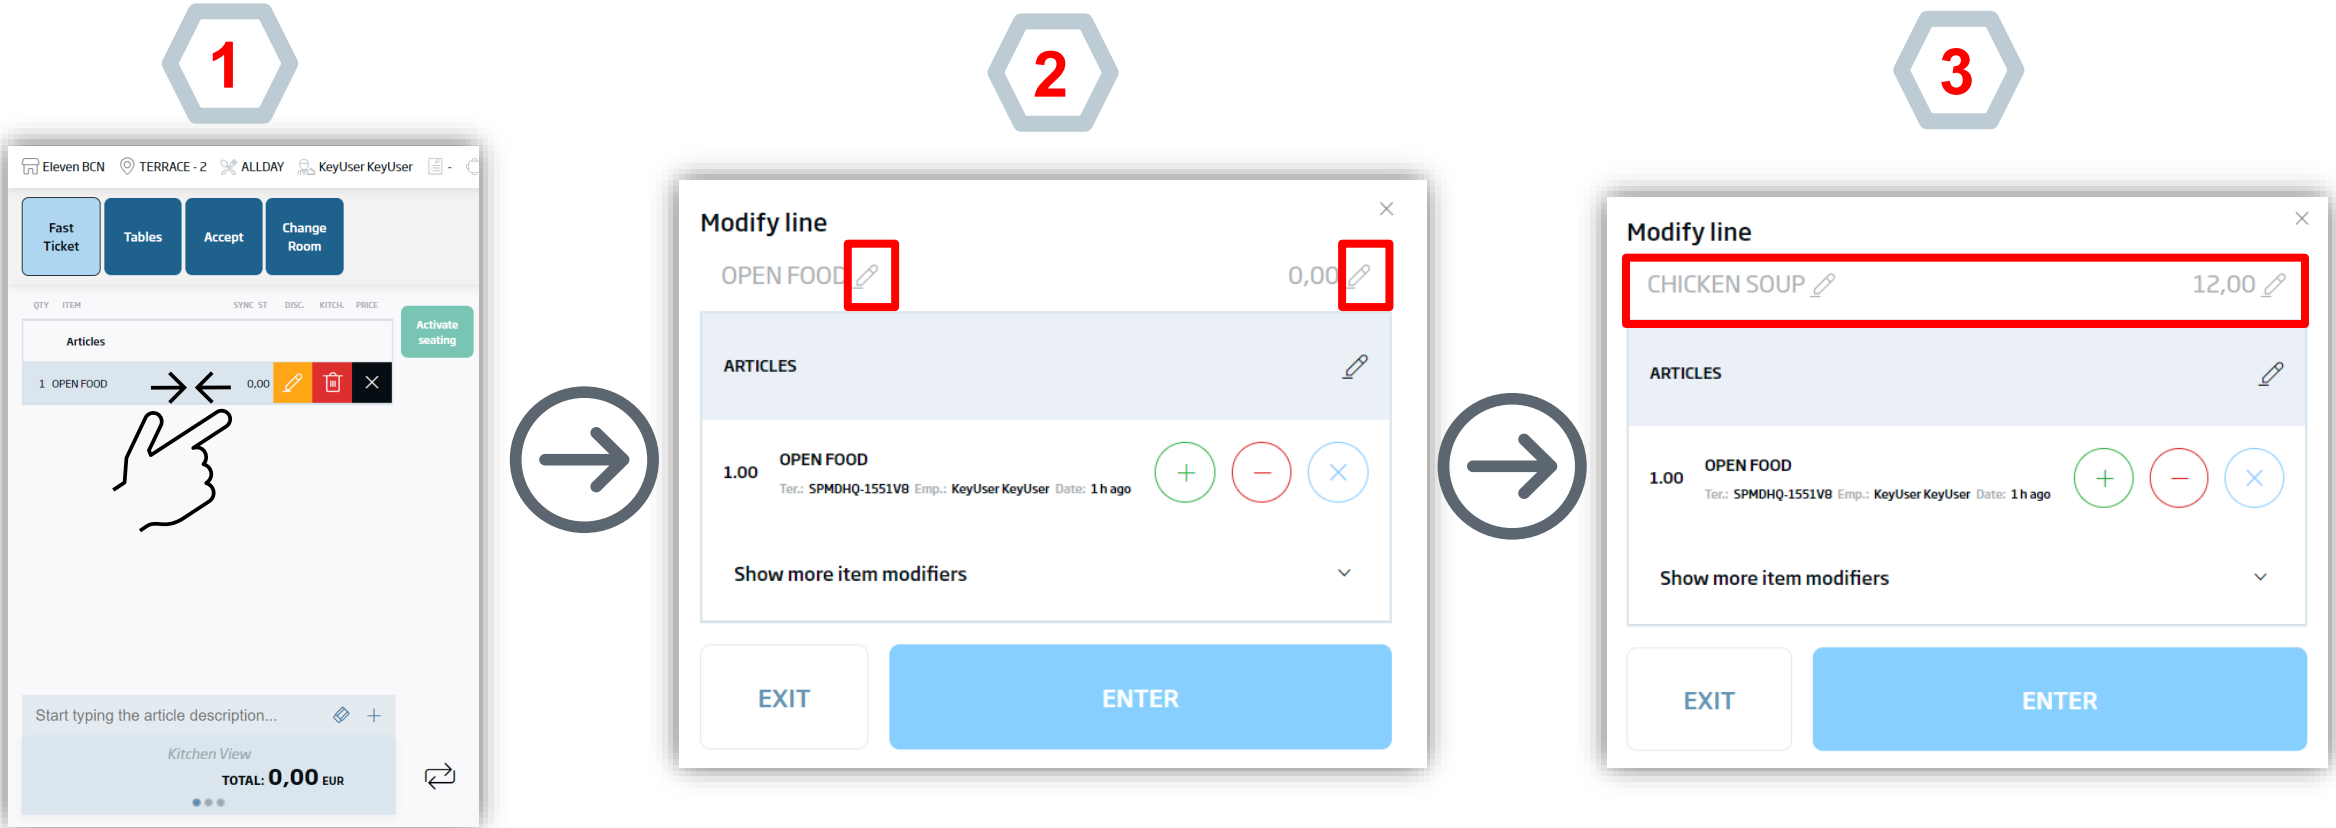 1
2
3
Eleven BCN TERRACE - 2 ALLDAY KeyUser KeyUser -
Fast Ticket
Tables
Accept
Change Room
QTY ITEM SYNC ST DISC. KITCH. PRICE
Articles
Activate seating
1 OPEN FOOD 0,00
Start typing the article description... +
Kitchen View
TOTAL: 0,00 EUR
Modify line
OPEN FOOD 0,00
ARTICLES
1.00 OPEN FOOD
Ter.: SPMDHQ-1551V8 Emp.: KeyUser KeyUser Date: 1 h ago
Show more item modifiers
EXIT ENTER
Modify line
CHICKEN SOUP 12,00
ARTICLES
1.00 OPEN FOOD
Ter.: SPMDHQ-1551V8 Emp.: KeyUser KeyUser Date: 1 h ago
Show more item modifiers
EXIT ENTER